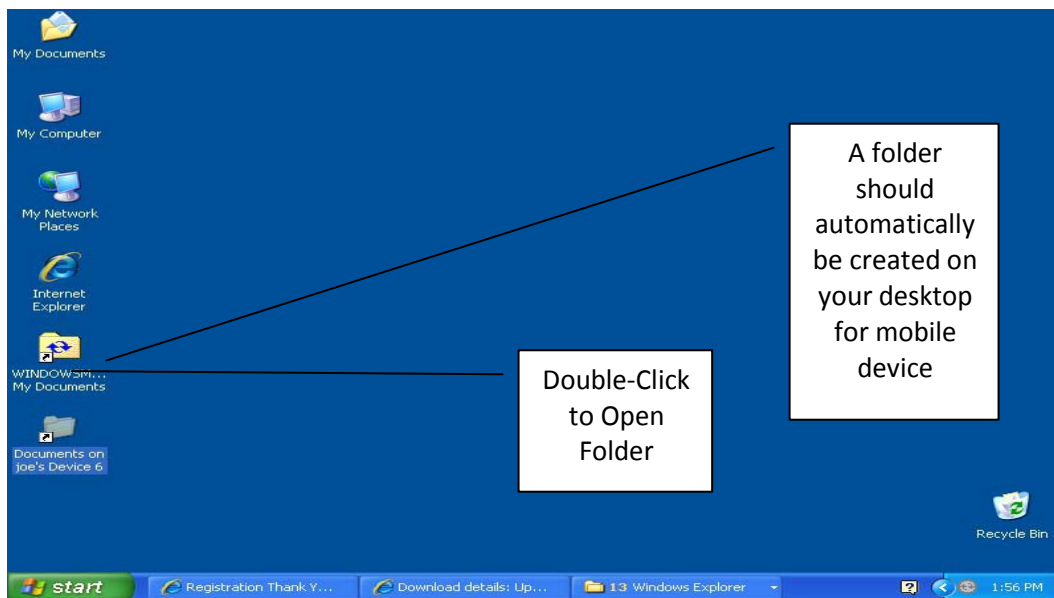 My Documents
My Computer
My Network
Places
Internet
Explorer
WINDOWSM...
My Documents
Documents on
joe's Device 6
A folder
should
automatically
be created on
your desktop
for mobile
device
Double-Click
to Open
Folder
Recycle Bin
start
Registration Thank Y...
Download details: Up...
13 Windows Explorer
1:56 PM